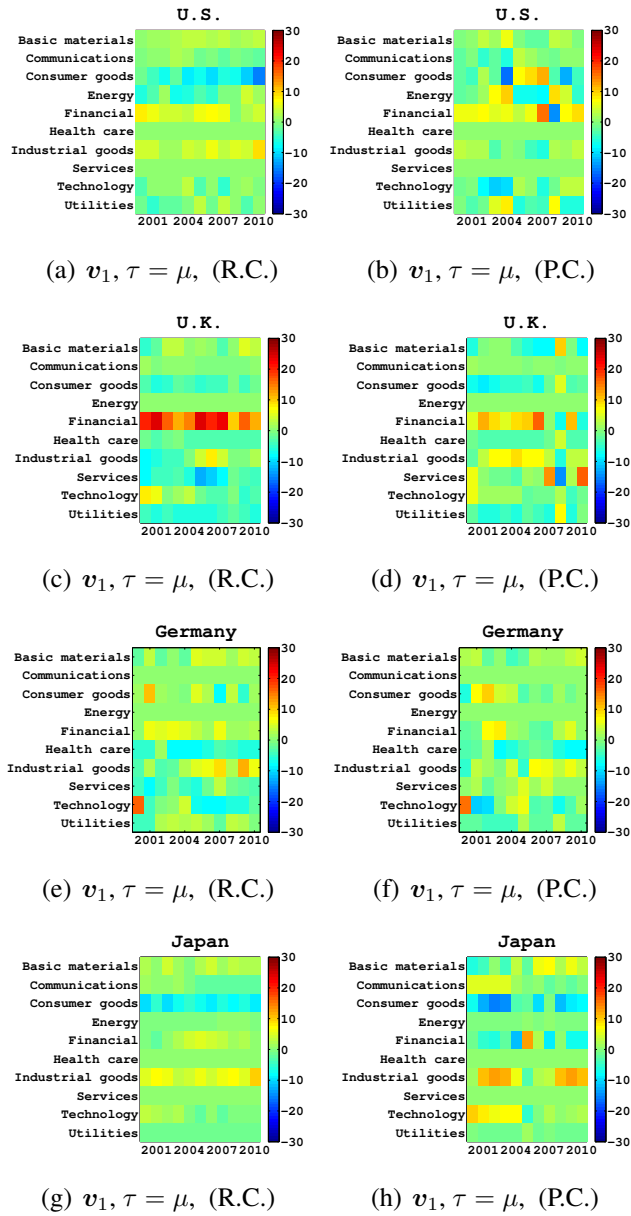 U.S.
Basic materials
Communications
Consumer goods
Energy
Financial
Health care
Industrial goods
Services
Technology
Utilities
2001 2004 2007 2010
30
20
10
0
−10
−20
−30
(a) v1, τ = μ, (R.C.)
U.S.
Basic materials
Communications
Consumer goods
Energy
Financial
Health care
Industrial goods
Services
Technology
Utilities
2001 2004 2007 2010
30
20
10
0
−10
−20
−30
(b) v1, τ = μ, (P.C.)
U.K.
Basic materials
Communications
Consumer goods
Energy
Financial
Health care
Industrial goods
Services
Technology
Utilities
2001 2004 2007 2010
30
20
10
0
−10
−20
−30
(c) v1, τ = μ, (R.C.)
U.K.
Basic materials
Communications
Consumer goods
Energy
Financial
Health care
Industrial goods
Services
Technology
Utilities
2001 2004 2007 2010
30
20
10
0
−10
−20
−30
(d) v1, τ = μ, (P.C.)
Germany
Basic materials
Communications
Consumer goods
Energy
Financial
Health care
Industrial goods
Services
Technology
Utilities
2001 2004 2007 2010
30
20
10
0
−10
−20
−30
(e) v1, τ = μ, (R.C.)
Germany
Basic materials
Communications
Consumer goods
Energy
Financial
Health care
Industrial goods
Services
Technology
Utilities
2001 2004 2007 2010
30
20
10
0
−10
−20
−30
(f) v1, τ = μ, (P.C.)
Japan
Basic materials
Communications
Consumer goods
Energy
Financial
Health care
Industrial goods
Services
Technology
Utilities
2001 2004 2007 2010
30
20
10
0
−10
−20
−30
(g) v1, τ = μ, (R.C.)
Japan
Basic materials
Communications
Consumer goods
Energy
Financial
Health care
Industrial goods
Services
Technology
Utilities
2001 2004 2007 2010
30
20
10
0
−10
−20
−30
(h) v1, τ = μ, (P.C.)